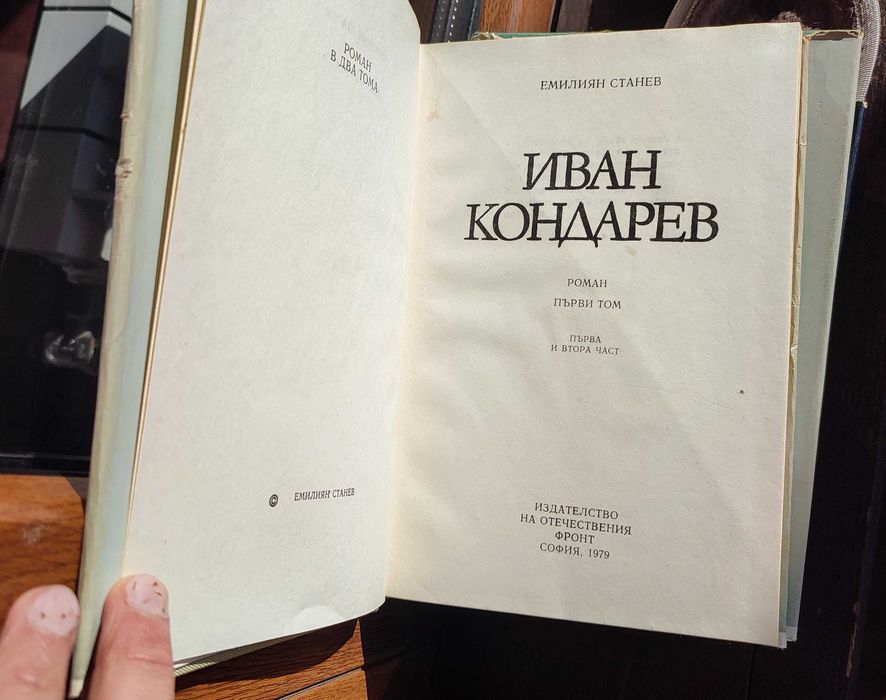 РОМАН
В ДВА ТОМА
© ЕМИЛИЯН СТАНЕВ
ЕМИЛИЯН СТАНЕВ
ИВАН
КОНДАРЕВ
РОМАН
ПЪРВИ ТОМ
ПЪРВА
И ВТОРА ЧАСТ
ИЗДАТЕЛСТВО
НА ОТЕЧЕСТВЕНИЯ
ФРОНТ
СОФИЯ, 1979